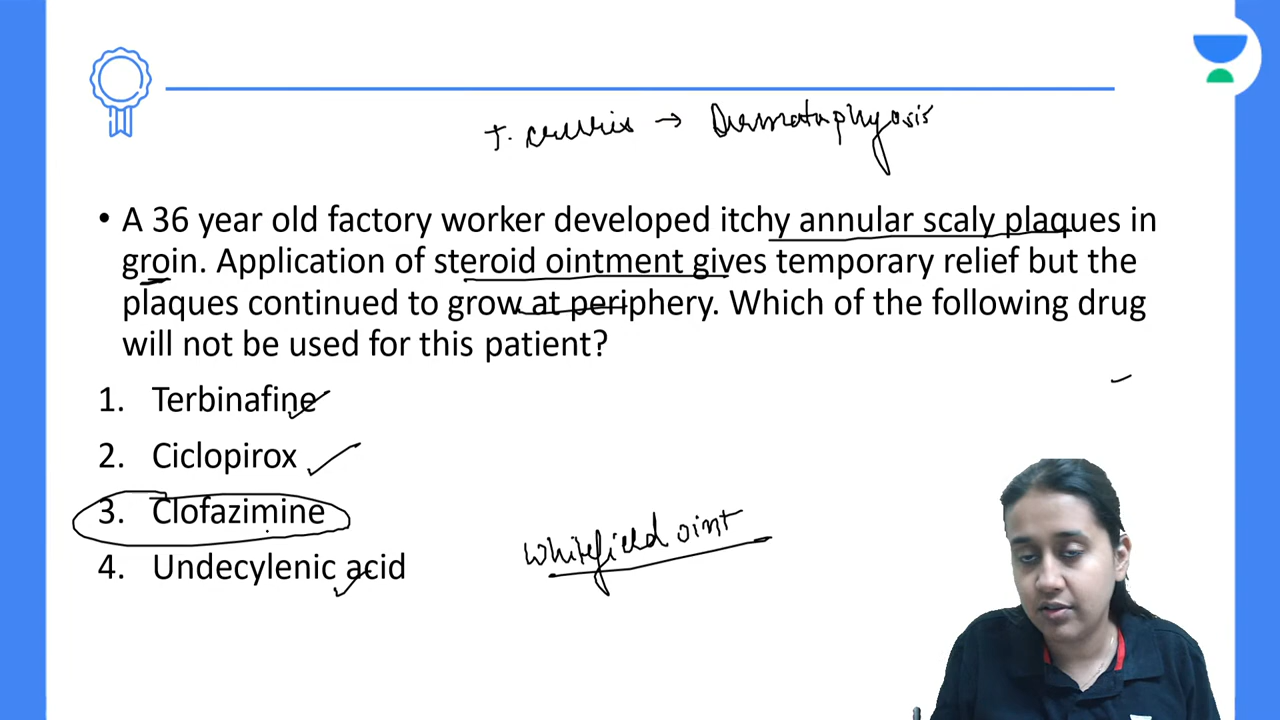 T. cruris → Dermatophyosis
• A 36 year old factory worker developed itchy annular scaly plaques in
groin. Application of steroid ointment gives temporary relief but the
plaques continued to grow at periphery. Which of the following drug
will not be used for this patient?
1. Terbinafine
2. Ciclopirox
3. Clofazimine
4. Undecylenic acid
Whitefield oint